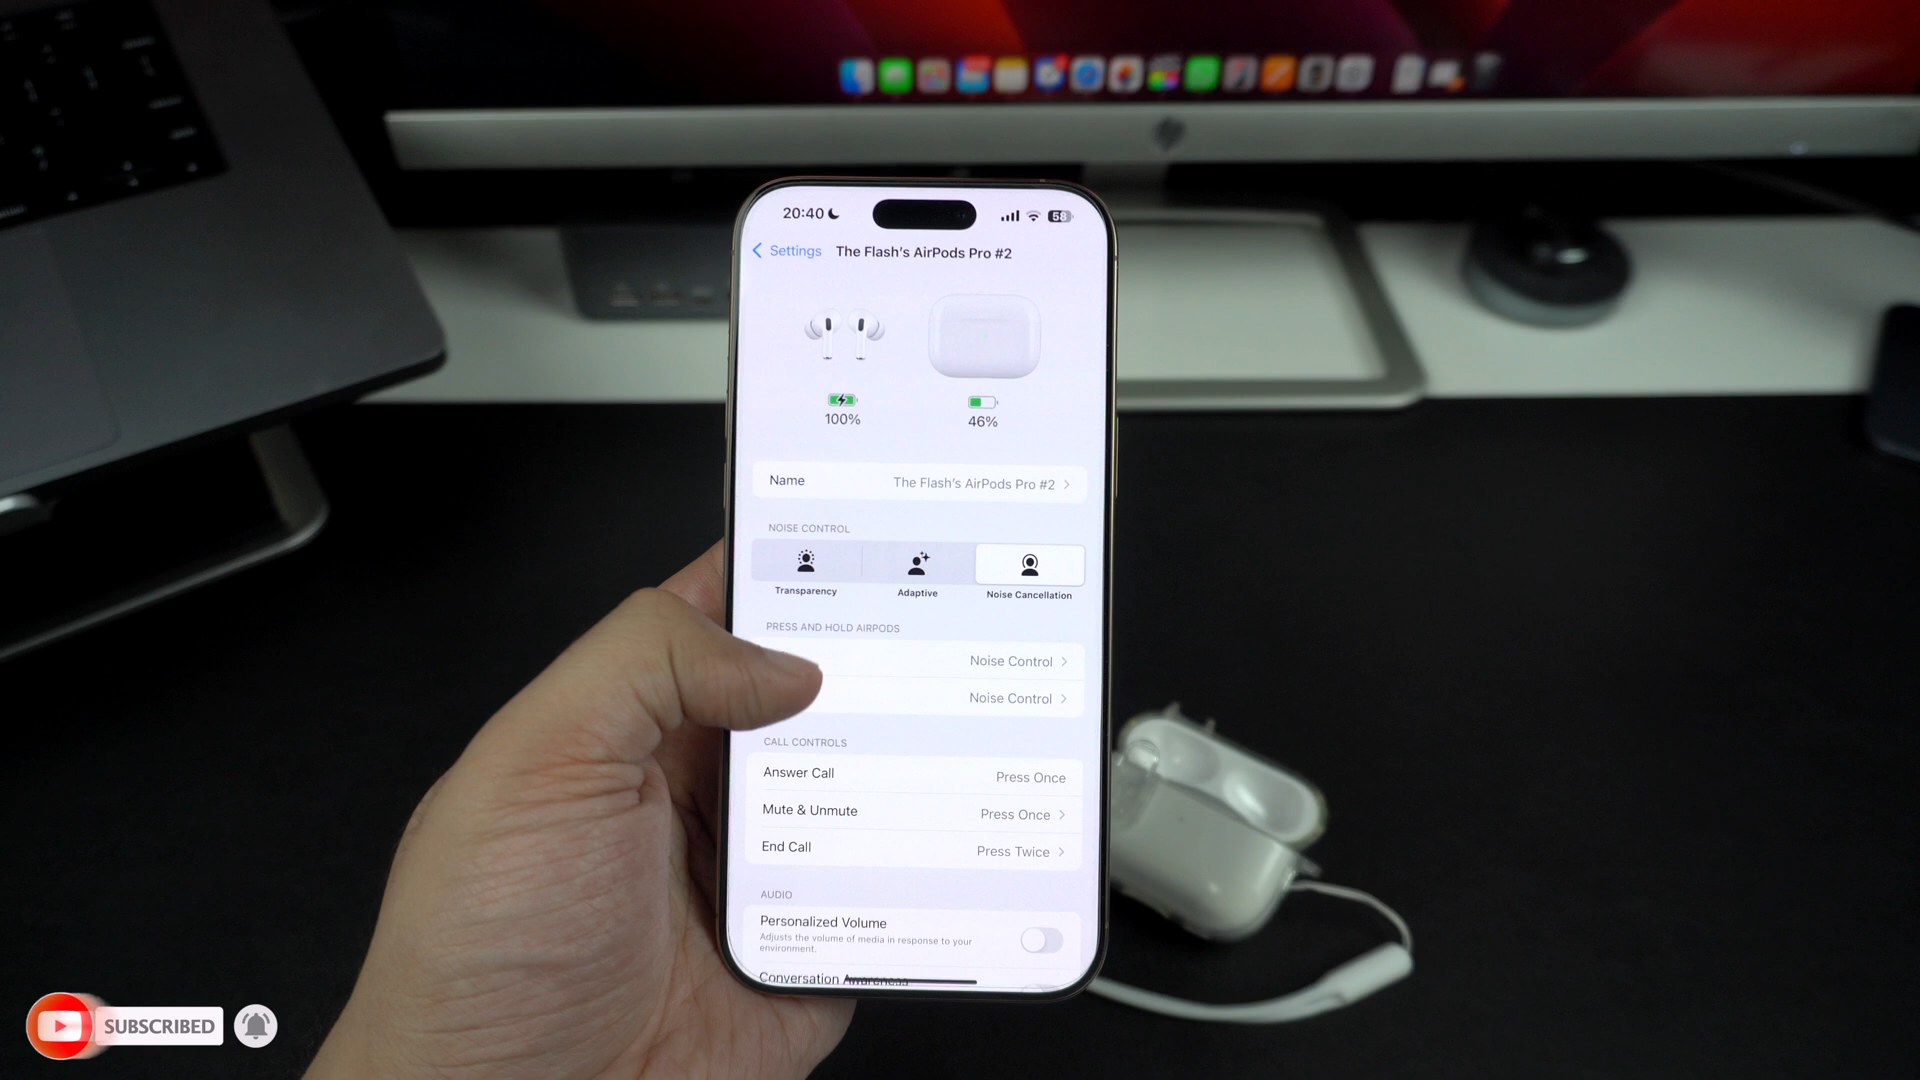 20:40
58
Settings
The Flash's AirPods Pro #2
100%
46%
Name
The Flash's AirPods Pro #2
NOISE CONTROL
Transparency
Adaptive
Noise Cancellation
PRESS AND HOLD AIRPODS
Noise Control
Noise Control
CALL CONTROLS
Answer Call
Press Once
Mute & Unmute
Press Once
End Call
Press Twice
AUDIO
Personalized Volume
Adjusts the volume of media in response to your
environment.
Conversation Awareness
SUBSCRIBED